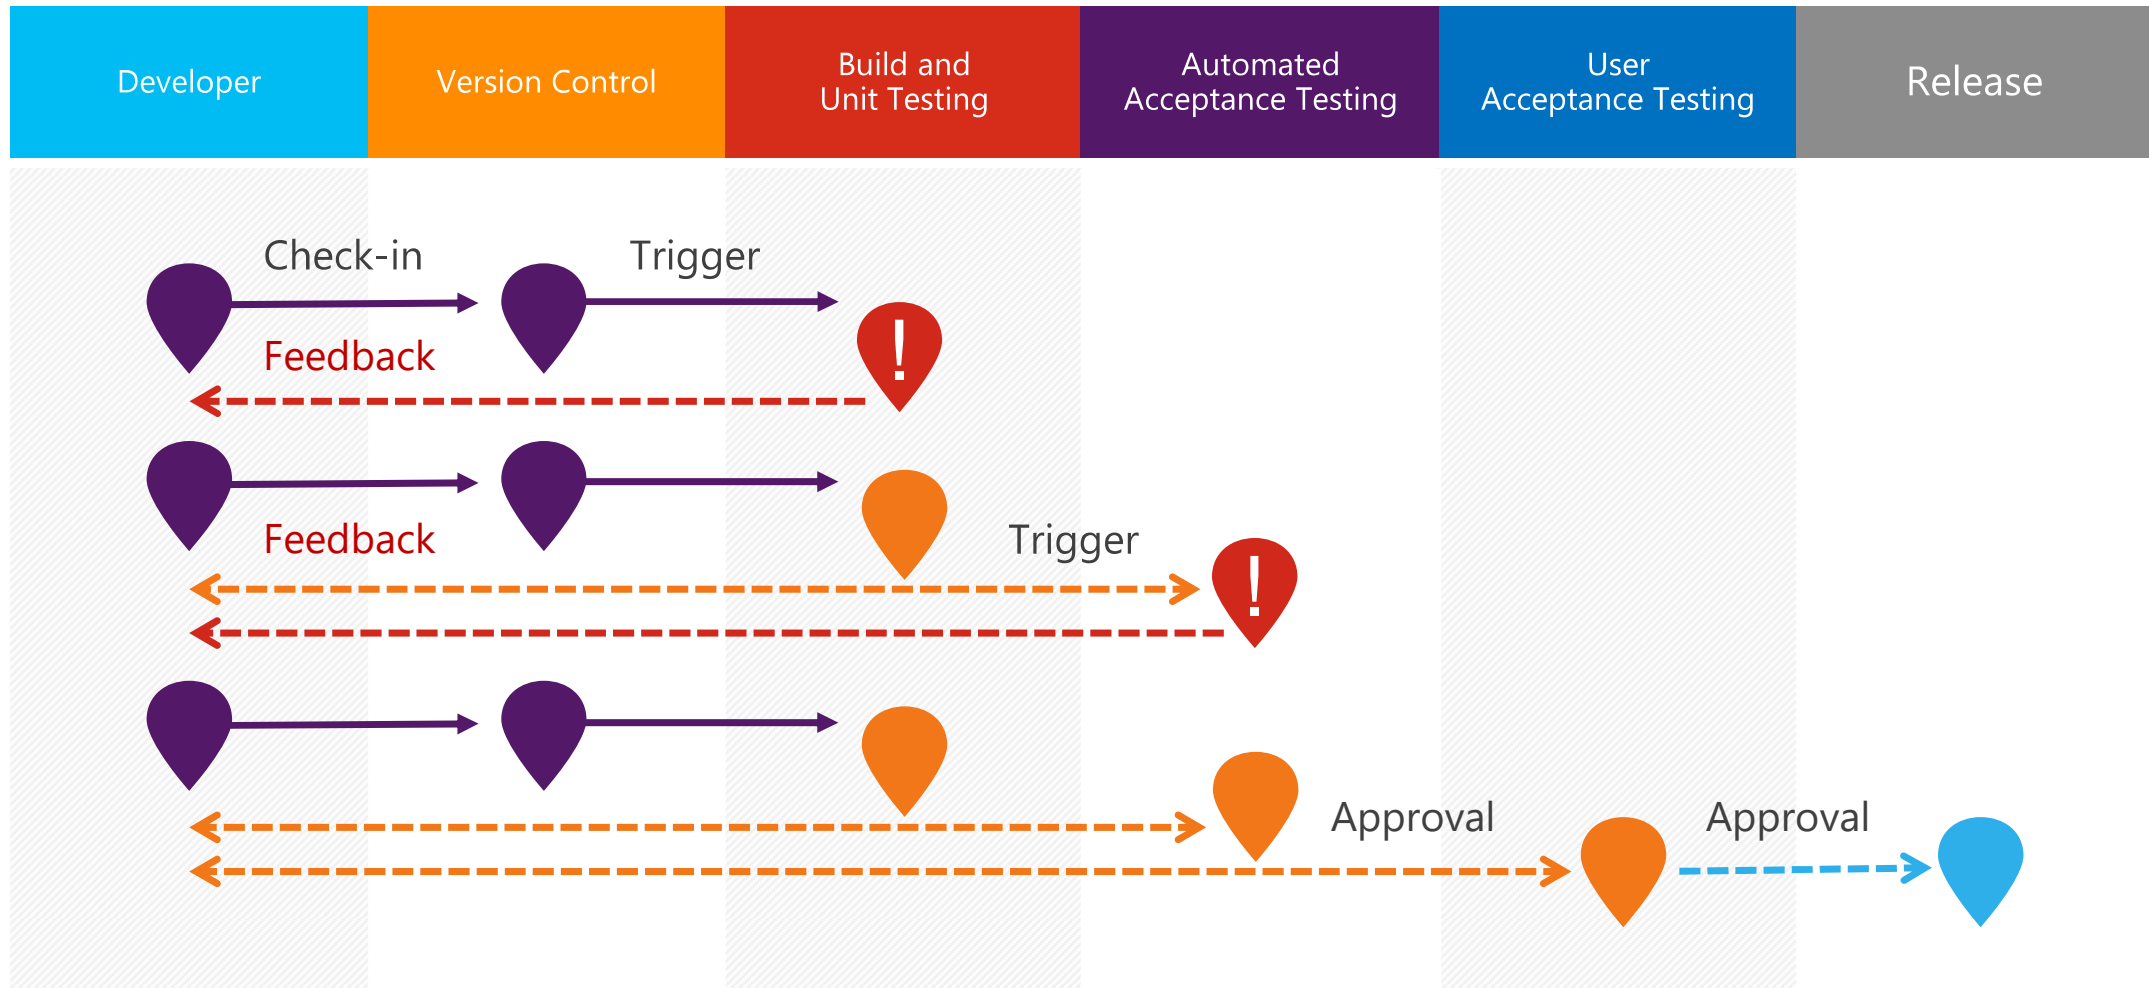 Developer
Version Control
Build and
Unit Testing
Automated
Acceptance Testing
User
Acceptance Testing
Release
Check-in
Trigger
!
Feedback
Feedback
Trigger
!
Approval
Approval